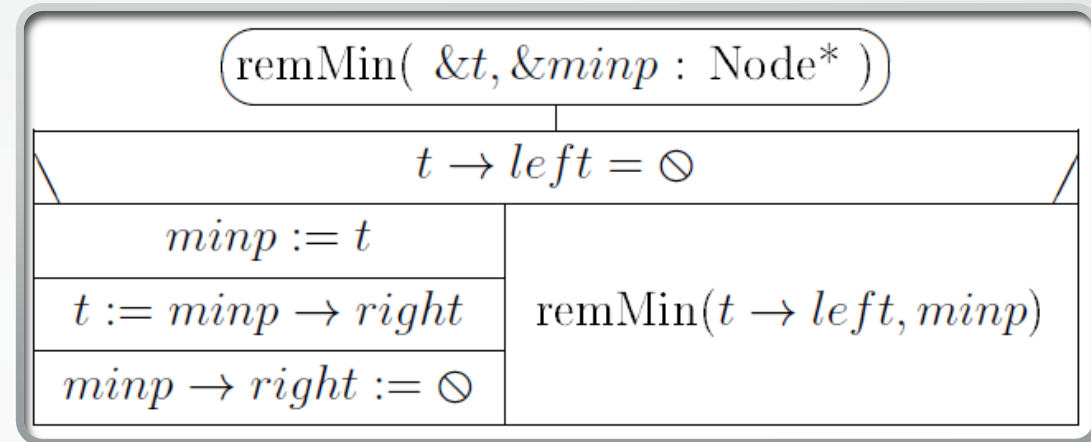 remMin( &t, &minp : Node* )
t → left = ⦸
minp := t
t := minp → right
minp → right := ⦸
remMin(t → left, minp)